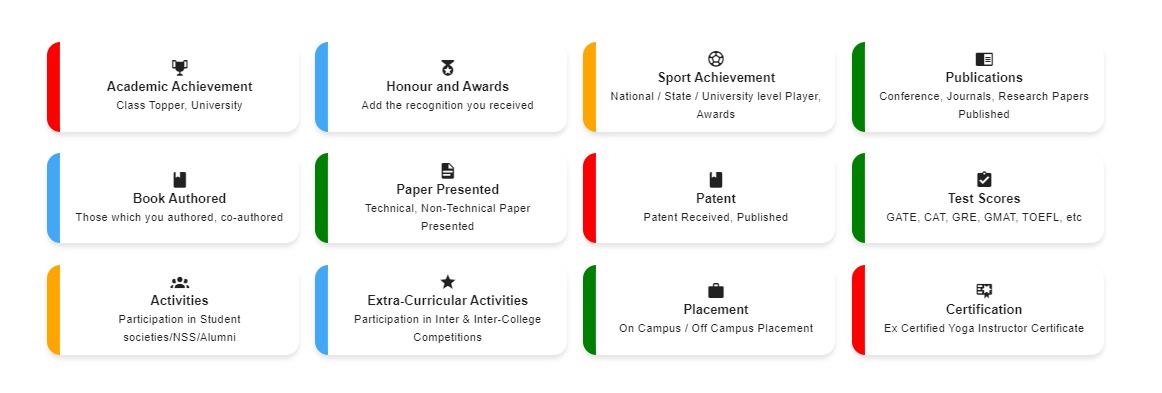 Academic Achievement
Class Topper, University
Honour and Awards
Add the recognition you received
Sport Achievement
National / State / University level Player,
Awards
Publications
Conference, Journals, Research Papers
Published
Book Authored
Those which you authored, co-authored
Paper Presented
Technical, Non-Technical Paper
Presented
Patent
Patent Received, Published
Test Scores
GATE, CAT, GRE, GMAT, TOEFL, etc
Activities
Participation in Student
societies/NSS/Alumni
Extra-Curricular Activities
Participation in Inter & Inter-College
Competitions
Placement
On Campus / Off Campus Placement
Certification
Ex Certified Yoga Instructor Certificate